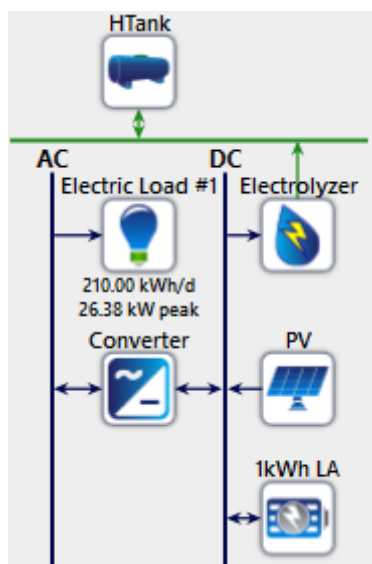 HTank
AC
DC
Electric Load #1
Electrolyzer
210.00 kWh/d
26.38 kW peak
Converter
PV
1kWh LA